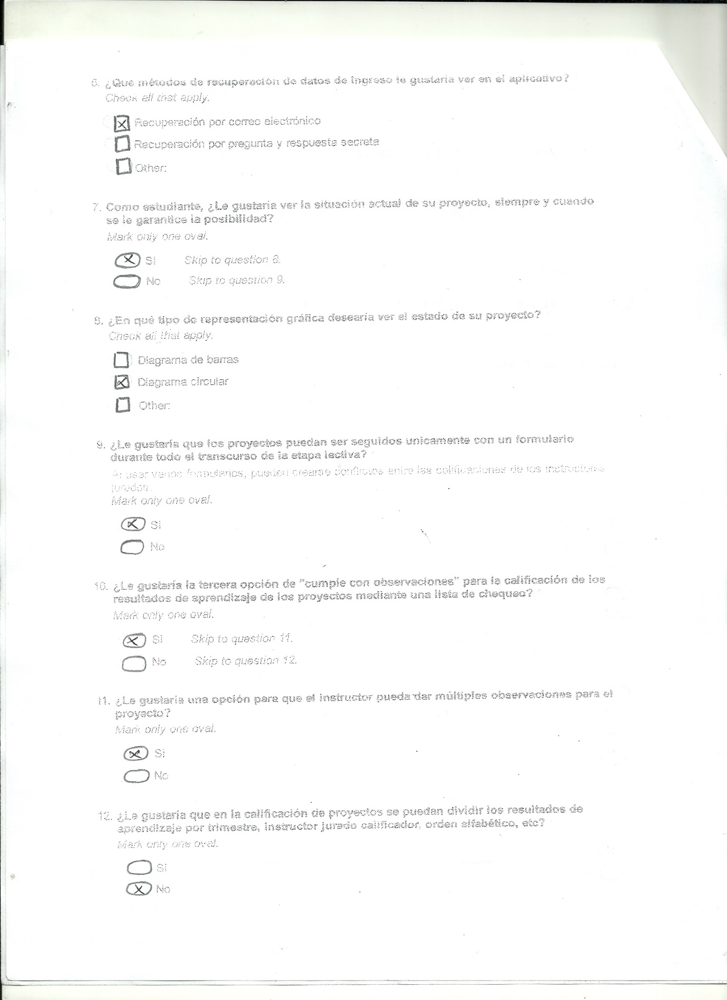 6. ¿Que métodos de recuperación de datos de ingreso le gustaría ver en el aplicativo?
Check all that apply.
Recuperación por correo electrónico
Recuperación por pregunta y respuesta secreta
Other:
7. Como estudiante, ¿Le gustaría ver la situación actual de su proyecto, siempre y cuando
se le garantice la posibilidad?
Mark only one oval.
Si Skip to question 8.
No Skip to question 9.
8. ¿En qué tipo de representación gráfica desearía ver el estado de su proyecto?
Check all that apply.
Diagrama de barras
Diagrama circular
Other:
9. ¿Le gustaría que los proyectos puedan ser seguidos unicamente con un formulario
durante todo el transcurso de la etapa lectiva?
Al usar varios formularios, pueden crearse conflictos entre las calificaciones de los instructores
jurados.
Mark only one oval.
Si
No
10. ¿Le gustaría la tercera opción de "cumple con observaciones" para la calificación de los
resultados de aprendizaje de los proyectos mediante una lista de chequeo?
Mark only one oval.
Si Skip to question 11.
No Skip to question 12.
11. ¿Le gustaría una opción para que el instructor pueda dar múltiples observaciones para el
proyecto?
Mark only one oval.
Si
No
12. ¿Le gustaría que en la calificación de proyectos se puedan dividir los resultados de
aprendizaje por trimestre, instructor jurado calificador, orden alfabético, etc?
Mark only one oval.
Si
No